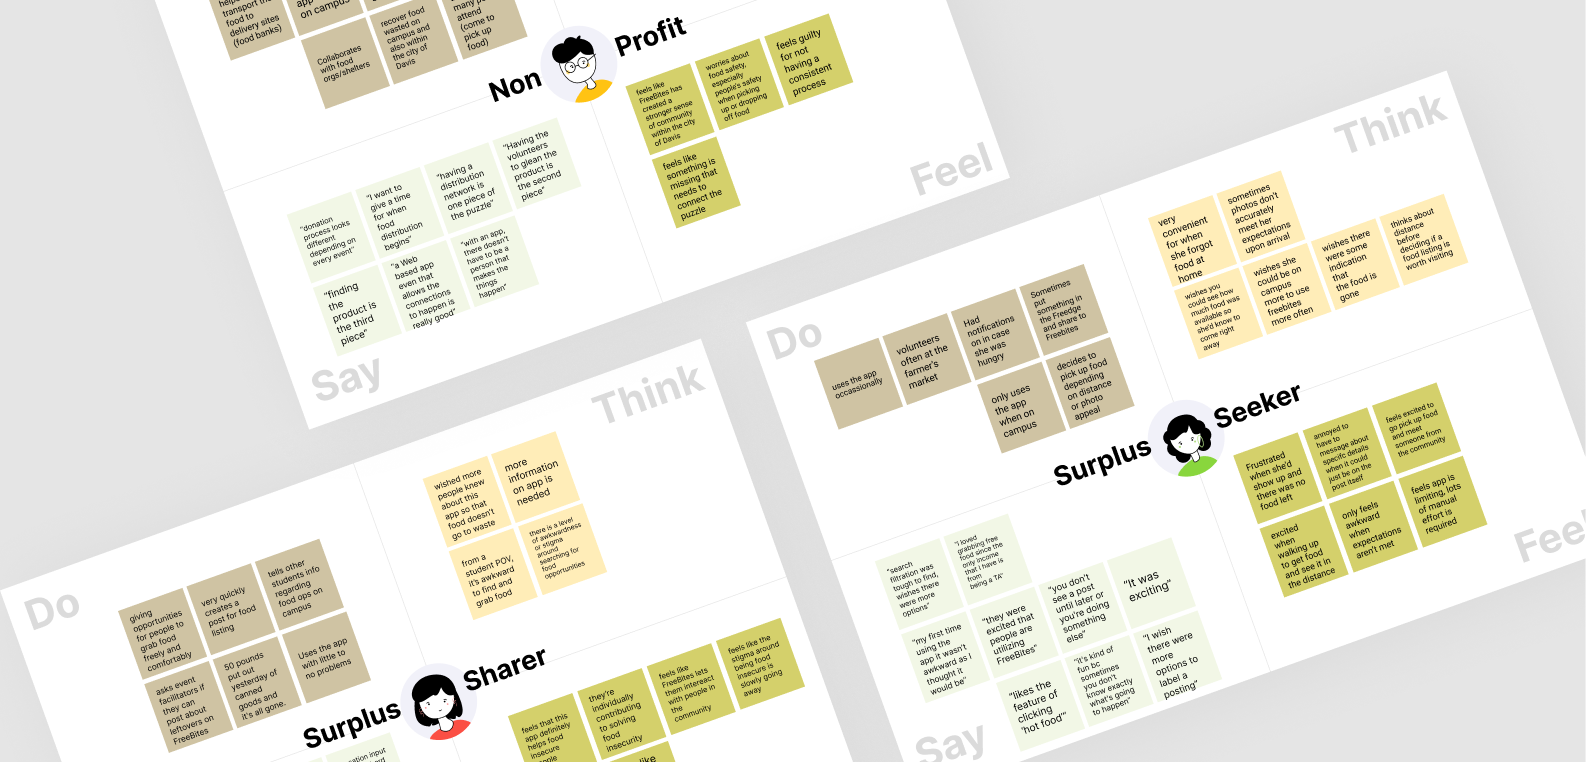 transport the
food to
delivery sites
(food banks)
on campus
Collaborates
with food
orgs/shelters
recover food
wasted on
campus and
also within
the city of
Davis
attend
(come to
pick up
food)
Non
Profit
feels like
FreeBites has
created a
stronger sense
of community
within the city
of Davis
worries about
food safety,
especially
people's safety
when picking
up or dropping
off food
feels guilty
for not
having a
consistent
process
feels like
something is
missing that
needs to
connect the
puzzle
Feel
"donation
process looks
different
depending on
every event"
"I want to
give a time
for when
food
distribution
begins"
"having a
distribution
network is
one piece of
the puzzle"
"Having the
volunteers
to glean the
product is
the second
piece"
"finding
the
product is
the third
piece"
"a Web
based app
even that
allows the
connections
to happen is
really good"
"with an app,
there doesn't
have to be a
person that
makes the
things
happen"
Say
Think
very
convenient
for when
she forgot
food at
home
sometimes
photos don't
accurately
meet her
expectations
upon arrival
wishes you
could see how
much food was
available so
she'd know to
come right
away
wishes she
could be on
campus
more to use
freebites
more often
wishes there
were some
indication
that
the food is
gone
thinks about
distance
before
deciding if a
food listing is
worth visiting
Do
uses the app
occassionally
volunteers
often at the
farmer's
market
Had
notifications
on in case
she was
hungry
Sometimes
put
something in
the Freedge
and share to
Freebites
only uses
the app
when on
campus
decides to
pick up food
depending
on distance
or photo
appeal
Surplus
Seeker
Frustrated
when she'd
show up and
there was no
food left
annoyed to
have to
message about
specifc details
when it could
just be on the
post itself
feels excited to
go pick up food
and meet
someone from
the community
excited
when
walking up
to get food
and see it in
the distance
only feels
awkward
when
expectations
aren't met
feels app is
limiting, lots
of manual
effort is
required
Feel
"search
filtration was
tough to find,
wishes there
were more
options"
"I loved
grabbing free
food since the
only income
that I have is
from
being a TA"
"my first time
using the
app it wasn't
awkward as I
thought it
would be"
"they were
excited that
people are
utilizing
FreeBites"
"you don't
see a post
until later or
you're doing
something
else"
"It was
exciting"
"likes the
feature of
clicking
"hot food""
"it's kind of
fun bc
sometimes
you don't
know exactly
what's going
to happen"
"I wish
there were
more
options to
label a
posting"
Say
Think
wished more
people knew
about this
app so that
food doesn't
go to waste
more
information
on app is
needed
from a
student POV,
it's awkward
to find and
grab food
there is a level
of awkwardness
or stigma
around
searching for
food
opportunities
Do
giving
opportunities
for people to
grab food
freely and
comfortably
very quickly
creates a
post for food
listing
tells other
students info
regarding
food ops on
campus
asks event
facilitators if
they can
post about
leftovers on
FreeBites
50 pounds
put out
yesterday of
canned
goods and
it's all gone.
Uses the app
with little to
no problems
Surplus
Sharer
feels that this
app definitely
helps food
insecure
they're
individually
contributing
to solving
food
insecurity
feels like
FreeBites lets
them intereact
with people in
the
community
feels like the
stigma around
being food
insecure is
slowly going
away
like
input